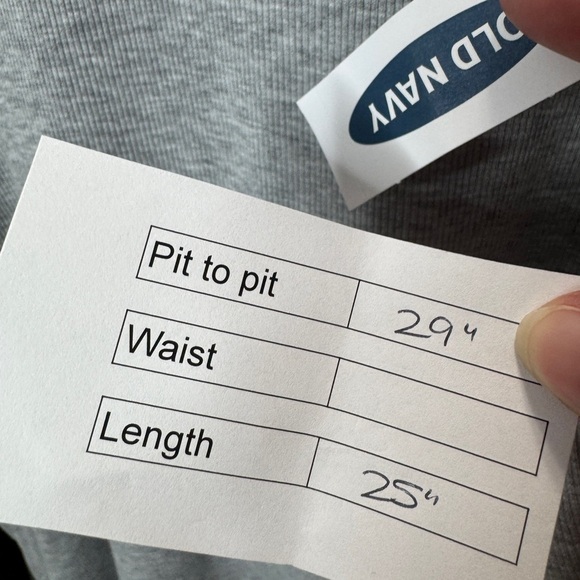 OLD NAVY
Pit to pit 29"
Waist
Length 25"